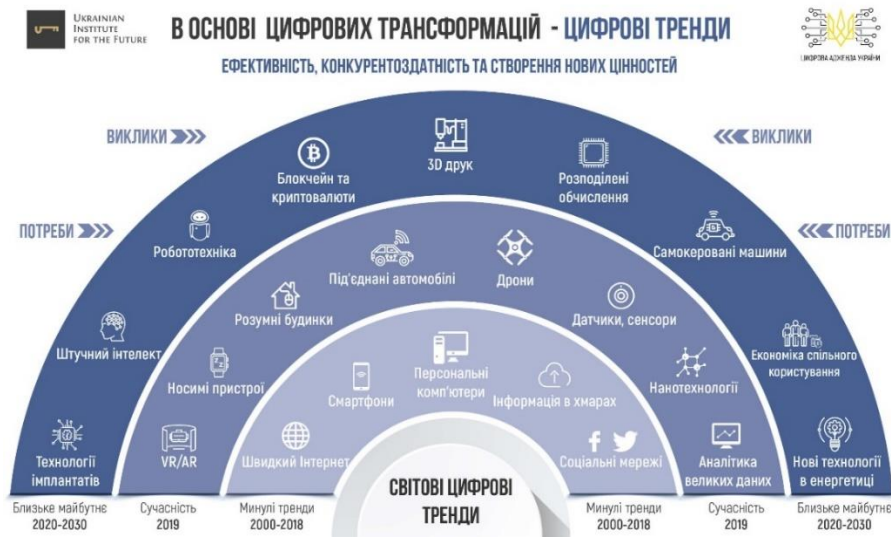 UKRAINIAN
INSTITUTE
FOR THE FUTURE
В ОСНОВІ ЦИФРОВИХ ТРАНСФОРМАЦІЙ - ЦИФРОВІ ТРЕНДИ
ЦИФРОВА АДЖЕНДА УКРАЇНИ
ЕФЕКТИВНІСТЬ, КОНКУРЕНТОЗДАТНІСТЬ ТА СТВОРЕННЯ НОВИХ ЦІННОСТЕЙ
ВИКЛИКИ
ВИКЛИКИ
ПОТРЕБИ
ПОТРЕБИ
Технології
імплантатів
Штучний інтелект
Робототехніка
Блокчейн та
криптовалюти
3D друк
Розподілені
обчислення
Самокеровані машини
Економіка спільного
користування
Нові технології
в енергетиці
VR/AR
Носимі пристрої
Розумні будинки
Під'єднані автомобілі
Дрони
Датчики, сенсори
Нанотехнології
Аналітика
великих даних
Швидкий Інтернет
Смартфони
Персональні
комп'ютери
Інформація в хмарах
Соціальні мережі
СВІТОВІ ЦИФРОВІ
ТРЕНДИ
Близьке майбутнє
2020-2030
Сучасність
2019
Минулі тренди
2000-2018
Минулі тренди
2000-2018
Сучасність
2019
Близьке майбутнє
2020-2030